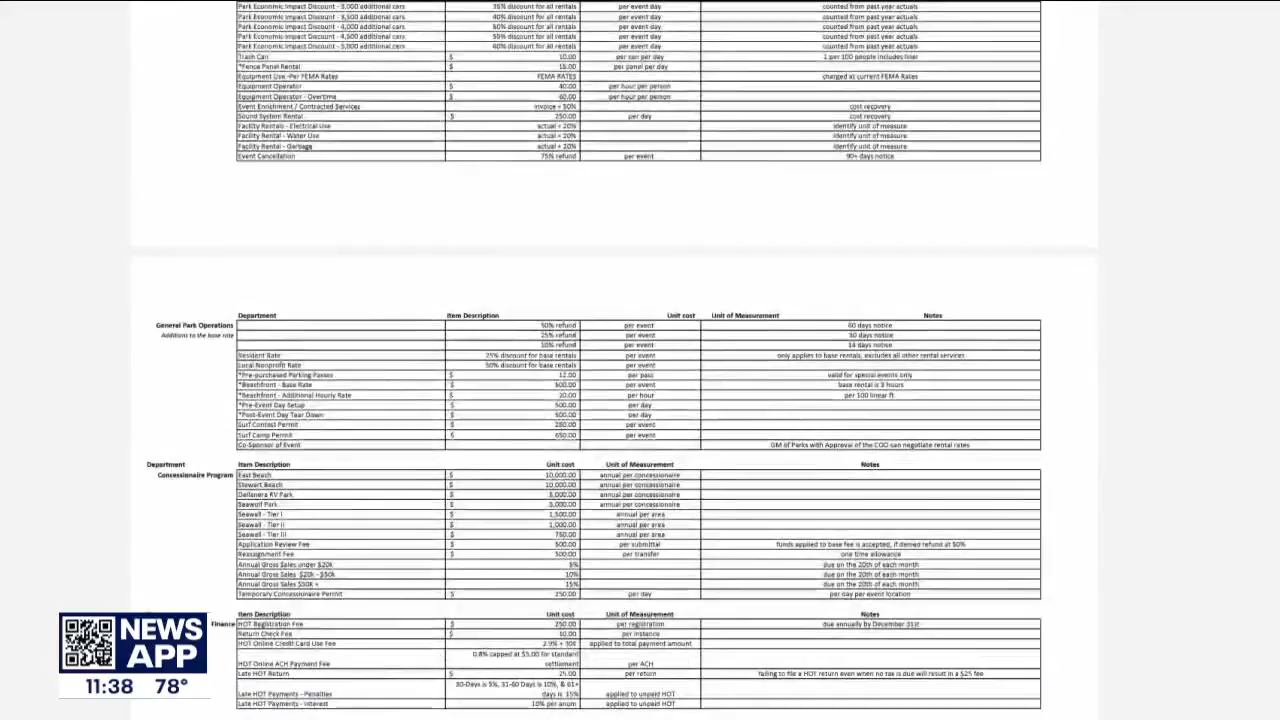 Park Economic Impact Discount - 3,000 additional cars 35% discount for all rentals per event day counted from past year actuals
Park Economic Impact Discount - 3,500 additional cars 40% discount for all rentals per event day counted from past year actuals
Park Economic Impact Discount - 4,000 additional cars 50% discount for all rentals per event day counted from past year actuals
Park Economic Impact Discount - 4,500 additional cars 55% discount for all rentals per event day counted from past year actuals
Park Economic Impact Discount - 5,000 additional cars 60% discount for all rentals per event day counted from past year actuals
Trash Can $ 10.00 per can per day 1 per 100 people includes liner
*Fence Panel Rental $ 15.00 per panel per day
Equipment Use -Per FEMA Rates FEMA RATES charged at current FEMA Rates
Equipment Operator $ 40.00 per hour per person
Equipment Operator - Overtime $ 60.00 per hour per person
Event Enrichment / Contracted Services invoice + 50% cost recovery
Sound System Rental $ 250.00 per day cost recovery
Facility Rentals - Electrical Use actual + 20% identify unit of measure
Facility Rental - Water Use actual + 20% identify unit of measure
Facility Rental - Garbage actual + 20% identify unit of measure
Event Cancellation 75% refund per event 90+ days notice
Department Item Description Unit cost Unit of Measurement Notes
General Park Operations 50% refund per event 60 days notice
Additions to the base rate 25% refund per event 30 days notice
10% refund per event 14 days notice
Resident Rate 25% discount for base rentals per event only applies to base rentals, excludes all other rental services
Local Nonprofit Rate 50% discount for base rentals per event
*Pre-purchased Parking Passes $ 12.00 per pass valid for special events only
*Beachfront - Base Rate $ 500.00 per event base rental is 3 hours
*Beachfront - Additional Hourly Rate $ 20.00 per hour per 100 linear ft
*Pre-Event Day Setup $ 500.00 per day
*Post-Event Day Tear Down $ 500.00 per day
Surf Contest Permit $ 250.00 per event
Surf Camp Permit $ 650.00 per event
Co-Sponsor of Event GM of Parks with Approval of the COO can negotiate rental rates
Department Item Description Unit cost Unit of Measurement Notes
Concessionaire Program East Beach $ 10,000.00 annual per concessionaire
Stewart Beach $ 10,000.00 annual per concessionaire
Dellanera RV Park $ 5,000.00 annual per concessionaire
Seawolf Park $ 5,000.00 annual per concessionaire
Seawall - Tier I $ 1,500.00 annual per area
Seawall - Tier II $ 1,000.00 annual per area
Seawall - Tier III $ 750.00 annual per area
Application Review Fee $ 500.00 per submittal funds applied to base fee is accepted, if denied refund at 50%
Reassignment Fee $ 500.00 per transfer one time allowance
Annual Gross Sales under $20k 5% due on the 20th of each month
Annual Gross Sales $20k - $50k 10% due on the 20th of each month
Annual Gross Sales $50K + 15% due on the 20th of each month
Temporary Concessionaire Permit $ 250.00 per day per day per event location
Item Description Unit cost Unit of Measurement Notes
Finance HOT Registration Fee $ 250.00 per registration due annually by December 31st
Return Check Fee $ 30.00 per instance
HOT Online Credit Card Use Fee 2.9% + 30¢ applied to total payment amount
0.8% capped at $5.00 for standard
HOT Online ACH Payment Fee settlement per ACH
Late HOT Return $ 25.00 per return failing to file a HOT return even when no tax is due will result in a $25 fee
30-Days is 5%, 31-60 Days is 10%, & 61+
Late HOT Payments - Penalties days is 15% applied to unpaid HOT
Late HOT Payments - Interest 10% per anum applied to unpaid HOT
NEWS
APP
11:38 78°